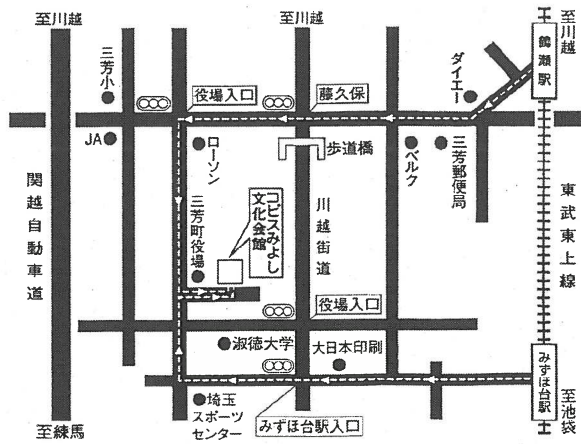 至川越
至川越
至川越
三芳小
役場入口
藤久保
ダイエー
鶴瀬駅
JA
ローソン
歩道橋
ベルク
三芳郵便局
関越自動車道
三芳町役場
コピスみよし
文化会館
川越街道
東武東上線
役場入口
淑徳大学
大日本印刷
みずほ台駅
埼玉
スポーツ
センター
みずほ台駅入口
至練馬
至池袋